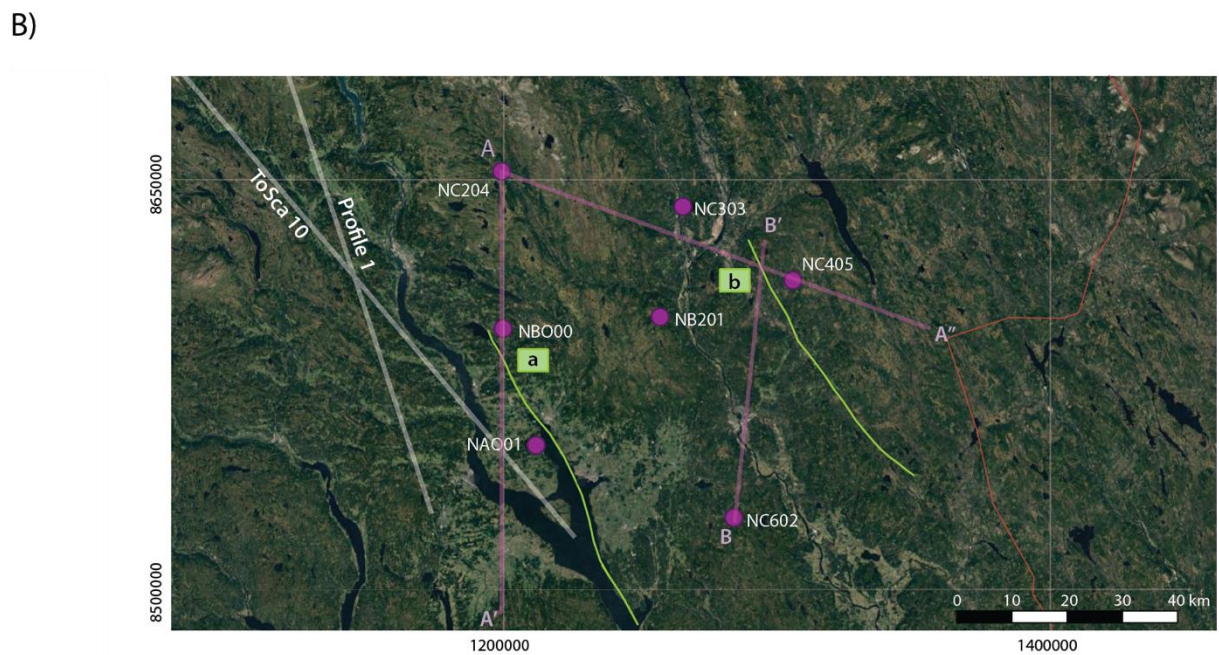 B)
A
8650000
NC204
ToSca 10
Profile 1
NC303
B'
NC405
b
NBO00
NB201
A"
a
NAO01
NC602
B
8500000
A'
0 10 20 30 40 km
1200000
1400000